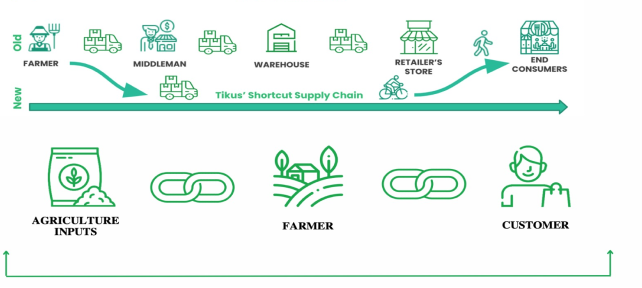 Old
FARMER
MIDDLEMAN
WAREHOUSE
RETAILER'S
STORE
END
CONSUMERS
New
Tikus' Shortcut Supply Chain
AGRICULTURE
INPUTS
FARMER
CUSTOMER